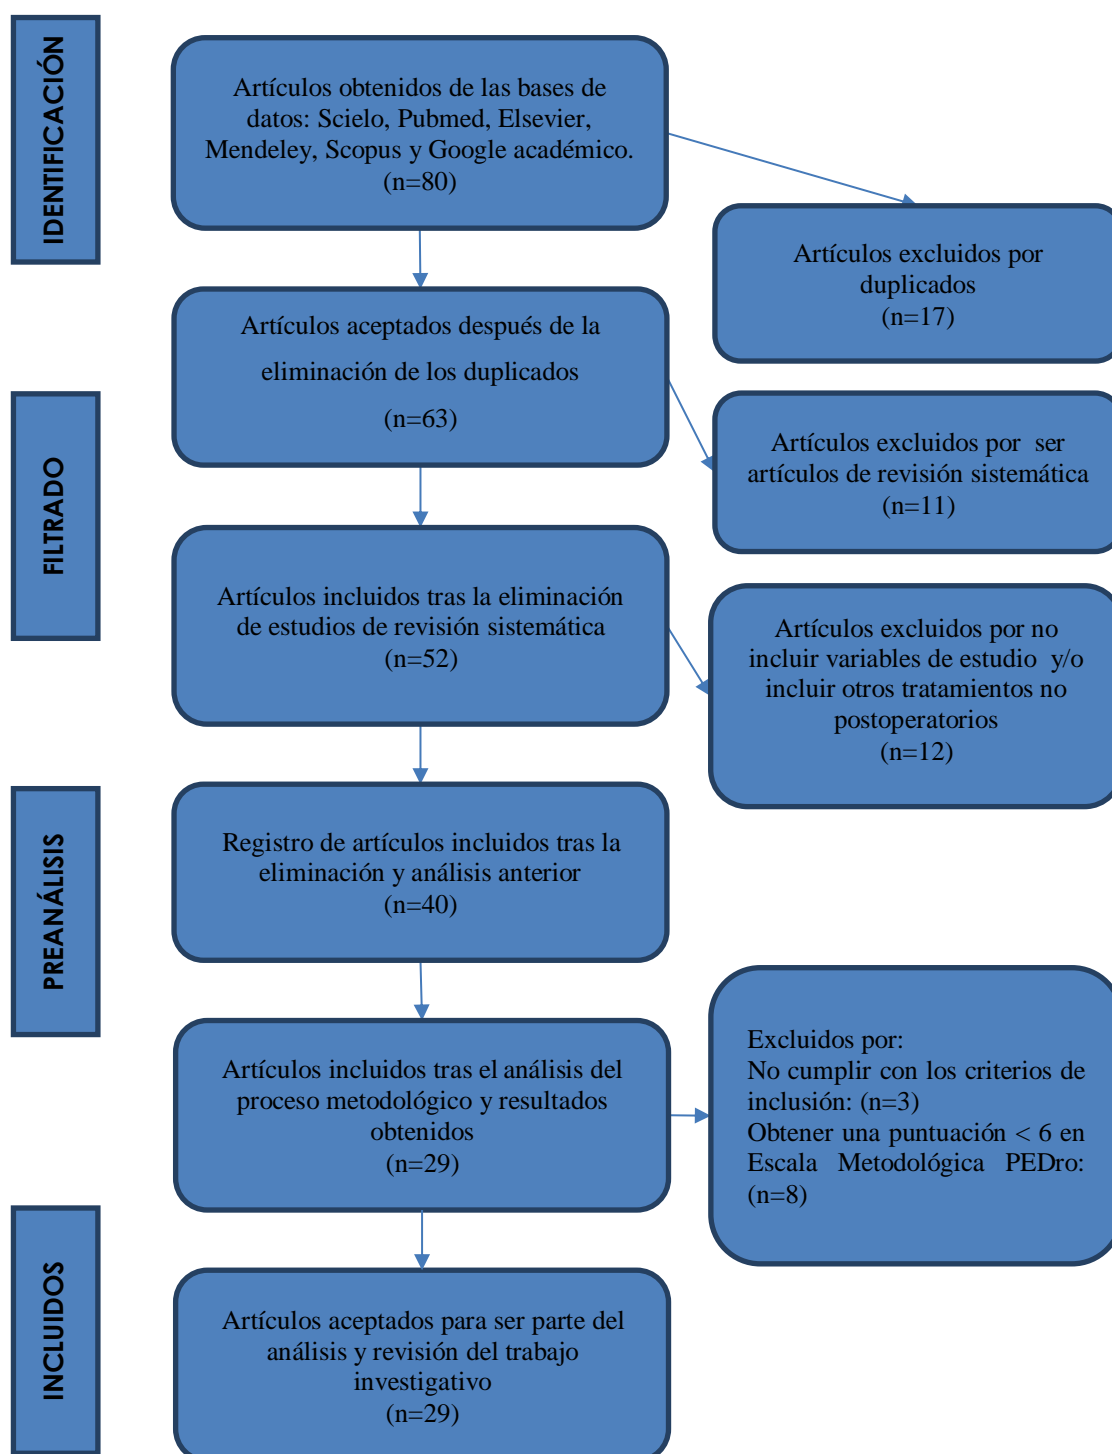 IDENTIFICACIÓN
Artículos obtenidos de las bases de
datos: Scielo, Pubmed, Elsevier,
Mendeley, Scopus y Google académico.
(n=80)
Artículos excluidos por
duplicados
(n=17)
Artículos aceptados después de la
eliminación de los duplicados
(n=63)
FILTRADO
Artículos excluidos por ser
artículos de revisión sistemática
(n=11)
Artículos incluidos tras la eliminación
de estudios de revisión sistemática
(n=52)
Artículos excluidos por no
incluir variables de estudio y/o
incluir otros tratamientos no
postoperatorios
(n=12)
PREANÁLISIS
Registro de artículos incluidos tras la
eliminación y análisis anterior
(n=40)
Artículos incluidos tras el análisis del
proceso metodológico y resultados
obtenidos
(n=29)
Excluidos por:
No cumplir con los criterios de
inclusión: (n=3)
Obtener una puntuación < 6 en
Escala Metodológica PEDro:
(n=8)
INCLUIDOS
Artículos aceptados para ser parte del
análisis y revisión del trabajo
investigativo
(n=29)